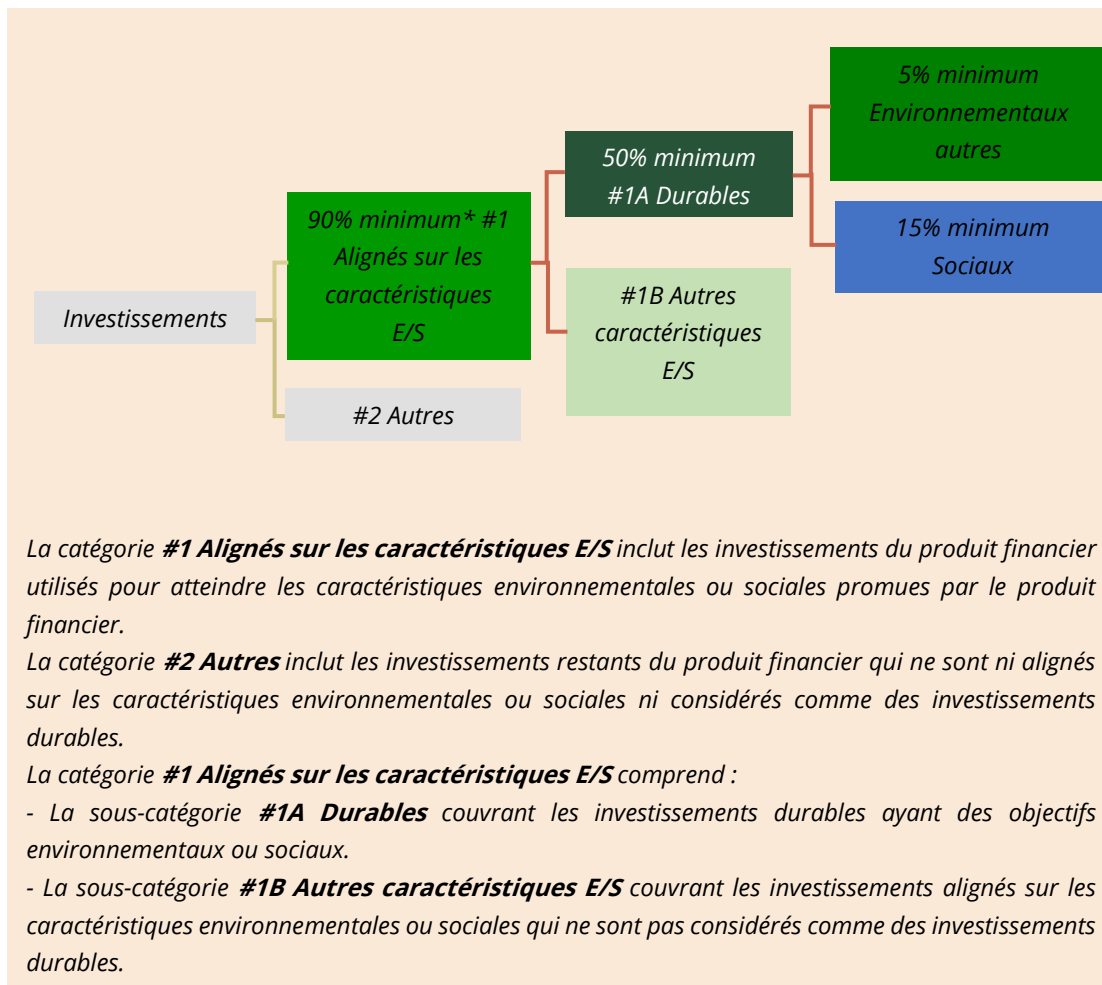 5% minimum
Environnementaux
autres
50% minimum
#1A Durables
90% minimum* #1
Alignés sur les
caractéristiques
E/S
15% minimum
Sociaux
#1B Autres
caractéristiques
E/S
Investissements
#2 Autres
La catégorie #1 Alignés sur les caractéristiques E/S inclut les investissements du produit financier
utilisés pour atteindre les caractéristiques environnementales ou sociales promues par le produit
financier.
La catégorie #2 Autres inclut les investissements restants du produit financier qui ne sont ni alignés
sur les caractéristiques environnementales ou sociales ni considérés comme des investissements
durables.
La catégorie #1 Alignés sur les caractéristiques E/S comprend :
- La sous-catégorie #1A Durables couvrant les investissements durables ayant des objectifs
environnementaux ou sociaux.
- La sous-catégorie #1B Autres caractéristiques E/S couvrant les investissements alignés sur les
caractéristiques environnementales ou sociales qui ne sont pas considérés comme des investissements
durables.